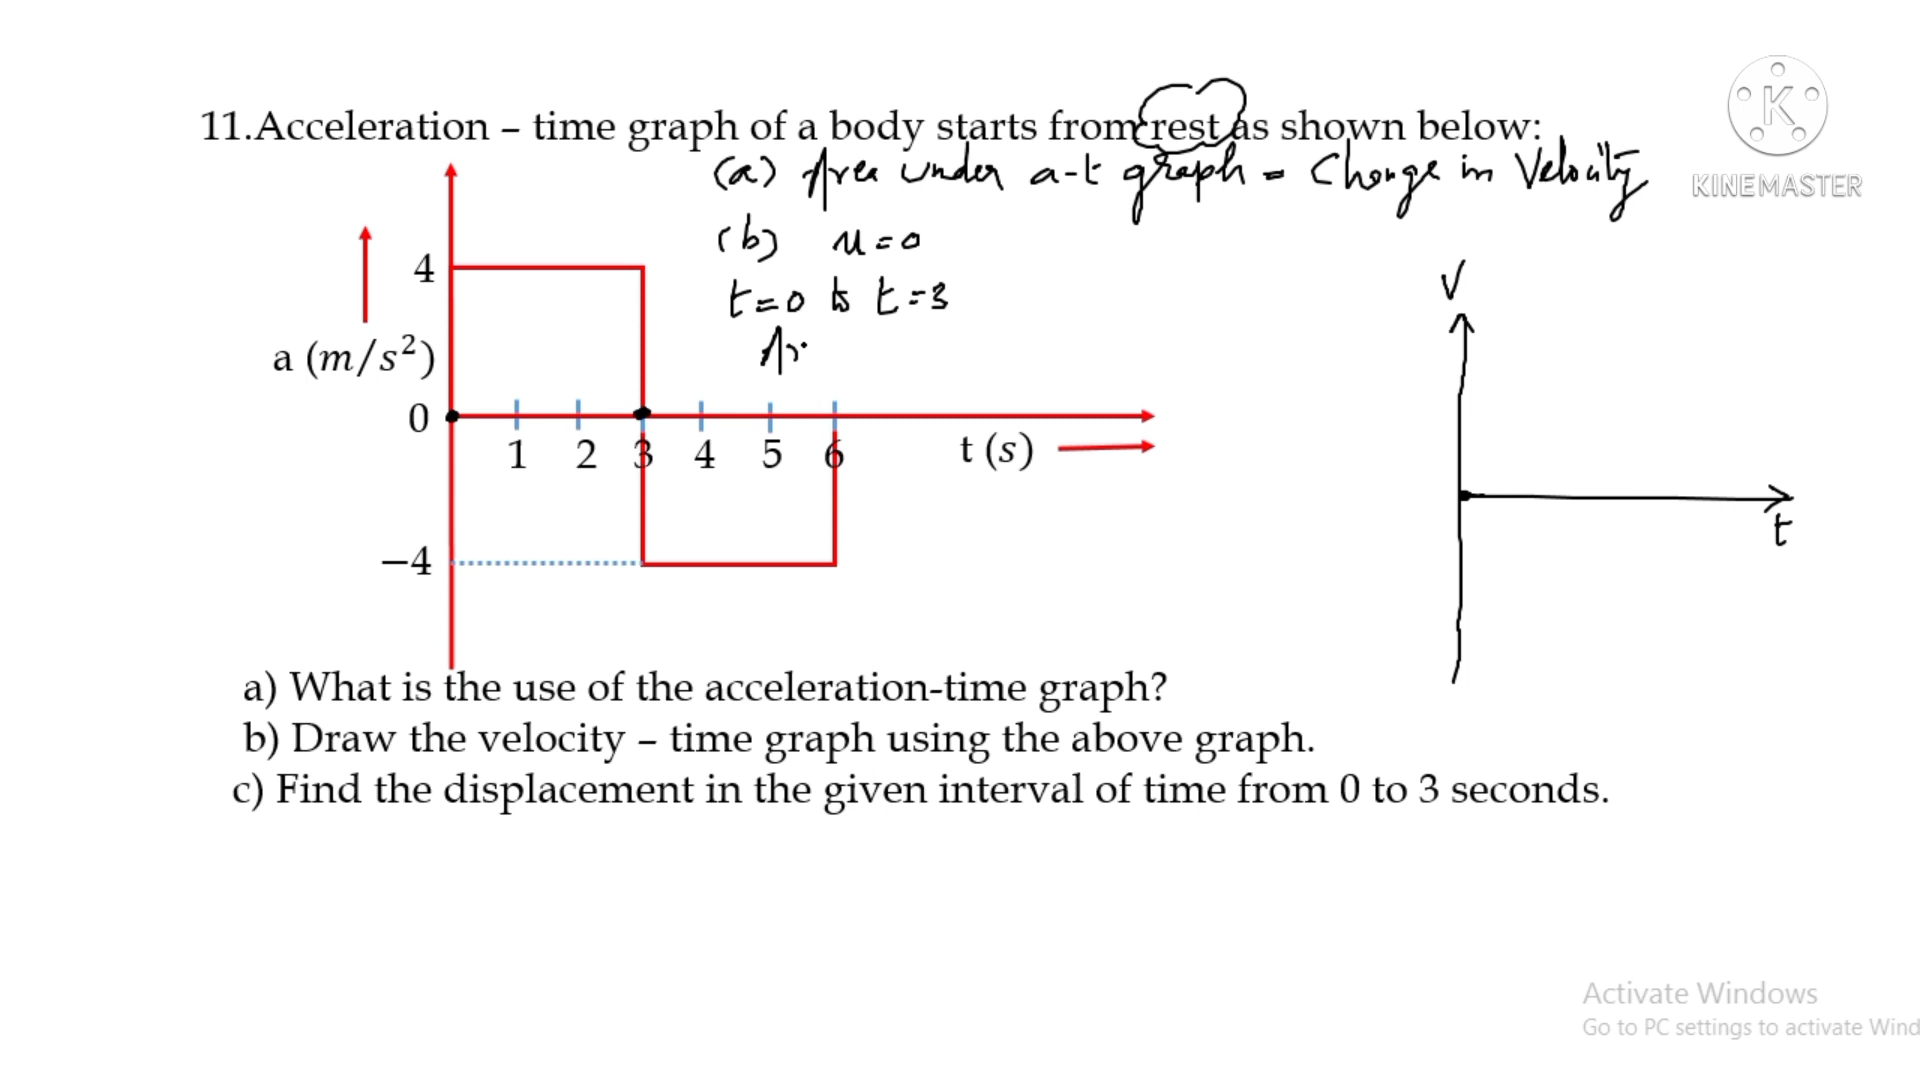 11.Acceleration – time graph of a body starts from rest as shown below:
KINEMASTER
(a) Area under a-t graph = Change in Velocity
(b) u=0
t=0 to t=3
4
a (m/s²)
0
1 2 3 4 5 6
t (s)
−4
V
t
a) What is the use of the acceleration-time graph?
b) Draw the velocity – time graph using the above graph.
c) Find the displacement in the given interval of time from 0 to 3 seconds.
Activate Windows
Go to PC settings to activate Wind